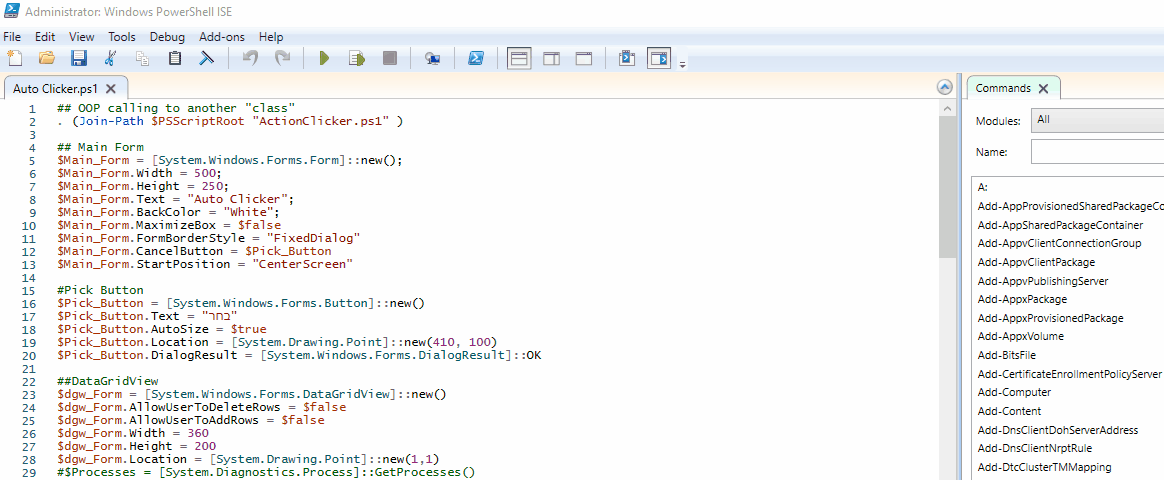 Administrator: Windows PowerShell ISE
File Edit View Tools Debug Add-ons Help
Auto Clicker.ps1
1 ## OOP calling to another "class"
2 . (Join-Path $PSScriptRoot "ActionClicker.ps1" )
3
4 ## Main Form
5 $Main_Form = [System.Windows.Forms.Form]::new();
6 $Main_Form.Width = 500;
7 $Main_Form.Height = 250;
8 $Main_Form.Text = "Auto Clicker";
9 $Main_Form.BackColor = "White";
10 $Main_Form.MaximizeBox = $false
11 $Main_Form.FormBorderStyle = "FixedDialog"
12 $Main_Form.CancelButton = $Pick_Button
13 $Main_Form.StartPosition = "CenterScreen"
14
15 #Pick Button
16 $Pick_Button = [System.Windows.Forms.Button]::new()
17 $Pick_Button.Text = "בחר"
18 $Pick_Button.AutoSize = $true
19 $Pick_Button.Location = [System.Drawing.Point]::new(410, 100)
20 $Pick_Button.DialogResult = [System.Windows.Forms.DialogResult]::OK
21
22 ##DataGridView
23 $dgw_Form = [System.Windows.Forms.DataGridView]::new()
24 $dgw_Form.AllowUserToDeleteRows = $false
25 $dgw_Form.AllowUserToAddRows = $false
26 $dgw_Form.Width = 360
27 $dgw_Form.Height = 200
28 $dgw_Form.Location = [System.Drawing.Point]::new(1,1)
29 #$Processes = [System.Diagnostics.Process]::GetProcesses()
Commands
Modules: All
Name:
A:
Add-AppProvisionedSharedPackageCo
Add-AppSharedPackageContainer
Add-AppvClientConnectionGroup
Add-AppvClientPackage
Add-AppvPublishingServer
Add-AppxPackage
Add-AppxProvisionedPackage
Add-AppxVolume
Add-BitsFile
Add-CertificateEnrollmentPolicyServer
Add-Computer
Add-Content
Add-DnsClientDohServerAddress
Add-DnsClientNrptRule
Add-DtcClusterTMMapping